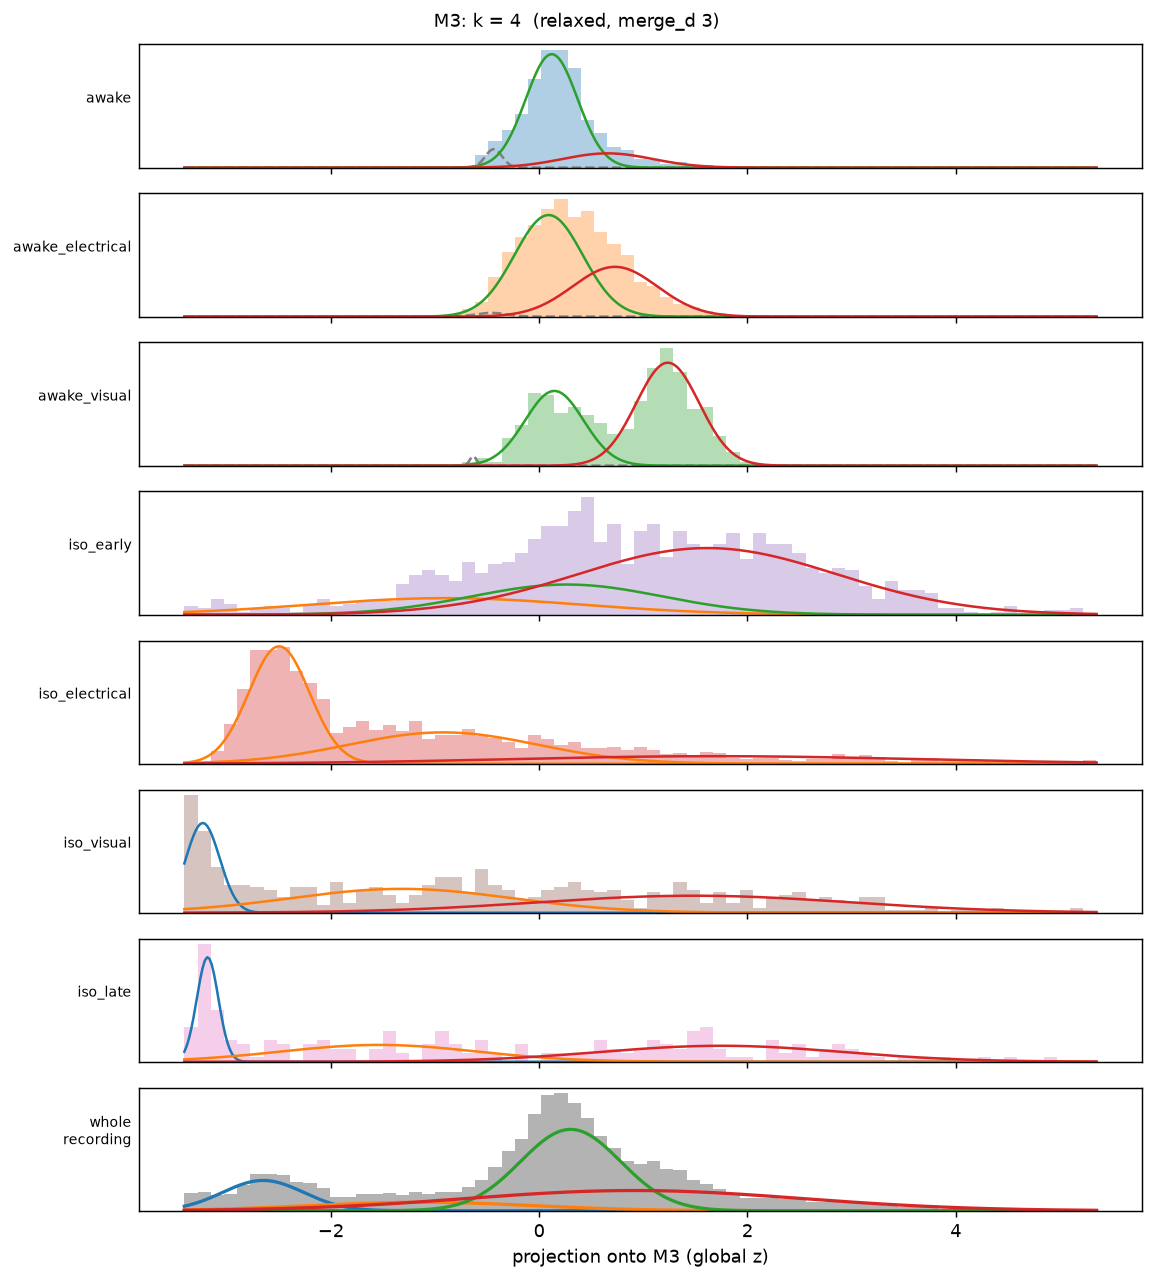 M3: k = 4  (relaxed, merge_d 3)
awake
awake_electrical
awake_visual
iso_early
iso_electrical
iso_visual
iso_late
whole
recording
−2 0 2 4
projection onto M3 (global z)